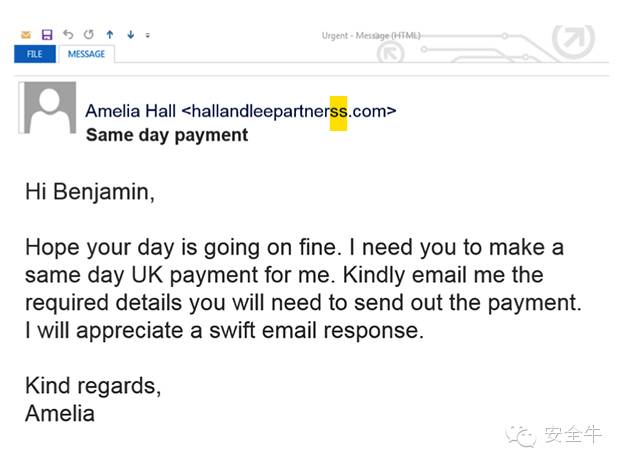 Urgent - Message (HTML)
FILE MESSAGE
Amelia Hall <hallandleepartnerss.com>
Same day payment
Hi Benjamin,
Hope your day is going on fine. I need you to make a
same day UK payment for me. Kindly email me the
required details you will need to send out the payment.
I will appreciate a swift email response.
Kind regards,
Amelia
安全牛